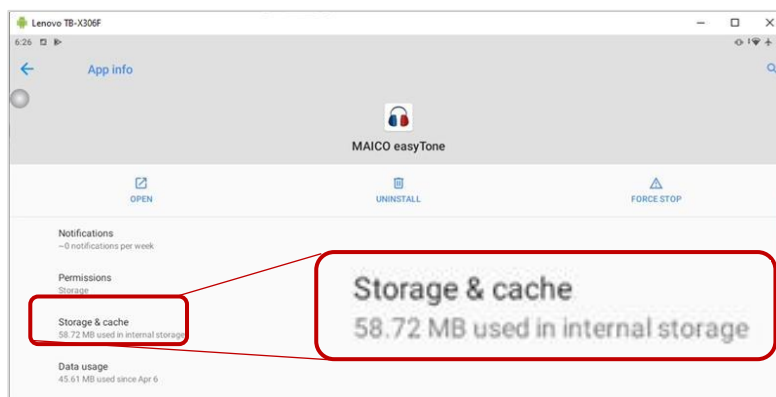 Lenovo TB-X306F
6:26
App info
MAICO easyTone
OPEN
UNINSTALL
FORCE STOP
Notifications
~0 notifications per week
Permissions
Storage
Storage & cache
58.72 MB used in internal storage
Storage & cache
58.72 MB used in internal storage
Data usage
45.61 MB used since Apr 6